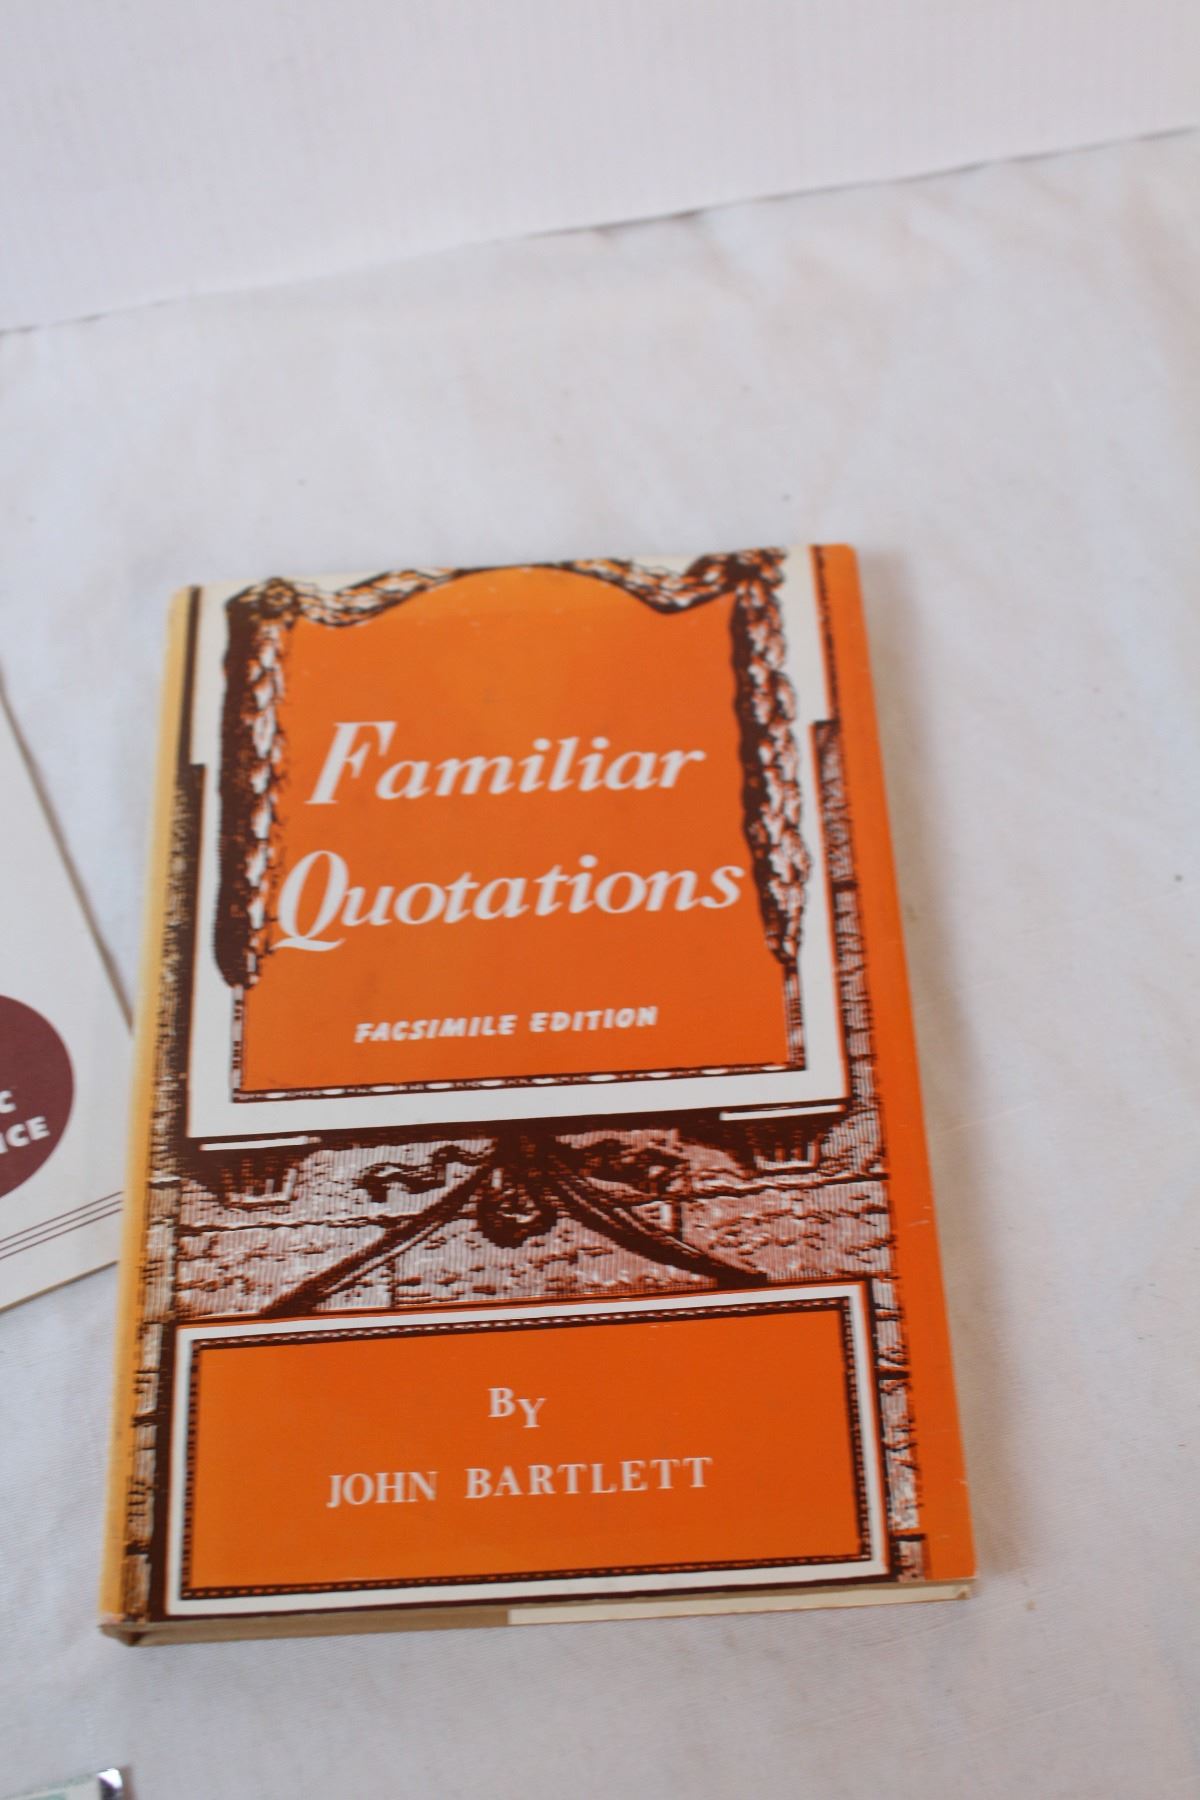 Familiar
Quotations
FACSIMILE EDITION
By
JOHN BARTLETT